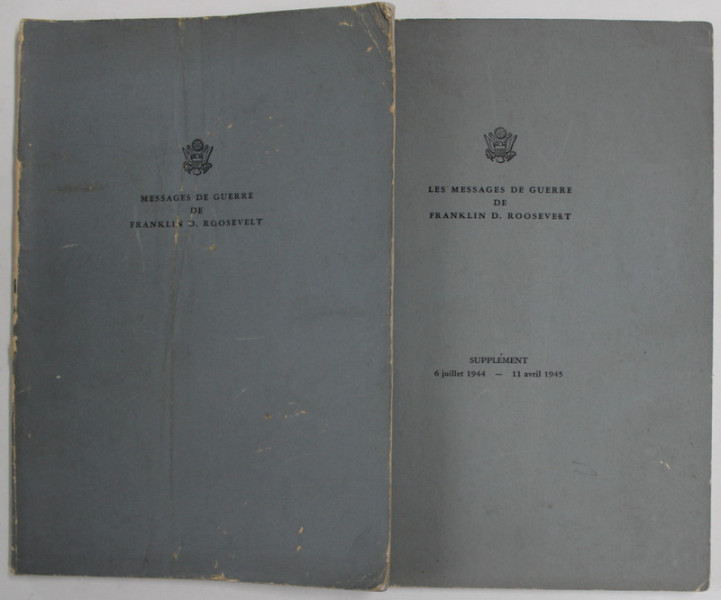 MESSAGES DE GUERRE
DE
FRANKLIN D. ROOSEVELT
LES MESSAGES DE GUERRE
DE
FRANKLIN D. ROOSEVELT
SUPPLÉMENT
6 juillet 1944 — 11 avril 1945